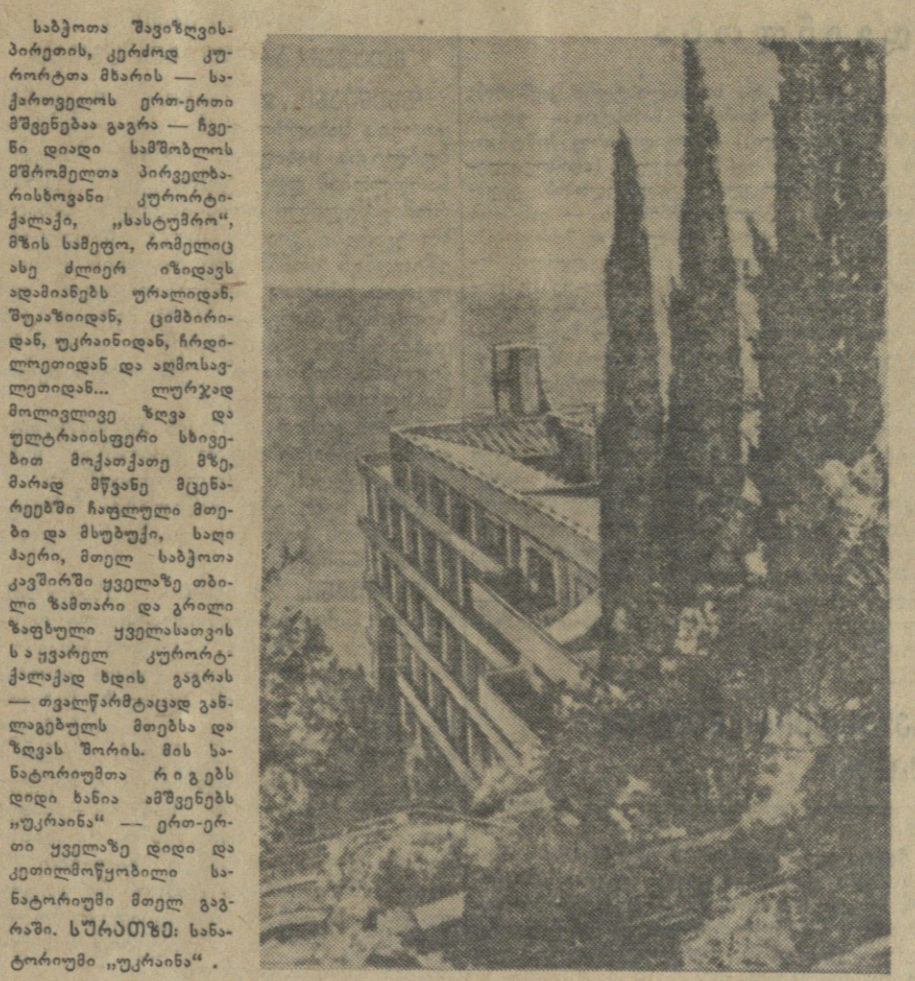 საბჭოთა შავიზღვის-
პირეთის, კერძოდ კუ-
რორტთა მხარის — სა-
ქართველოს ერთ-ერთი
მშვენებაა გაგრა — ჩვე-
ნი დიადი სამშობლოს
მშრომელთა პირველხა-
რისხოვანი კურორტი-
ქალაქი, „სასტუმრო“,
მზის სამეფო, რომელიც
ასე ძლიერ იზიდავს
ადამიანებს ურალიდან,
შუააზიიდან, ციმბირი-
დან, უკრაინიდან, ჩრდი-
ლოეთიდან და აღმოსავ-
ლეთიდან... ლურჯად
მოლივლივე ზღვა და
ულტრაიისფერი სხივე-
ბით მოქათქათე მზე,
მარად მწვანე მცენა-
რეებში ჩაფლული მთე-
ბი და მსუბუქი, საღი
ჰაერი, მთელ საბჭოთა
კავშირში ყველაზე თბი-
ლი ზამთარი და გრილი
ზაფხული ყველასათვის
საყვარელ კურორტ-
ქალაქად ხდის გაგრას
— თვალწარმტაცად გან-
ლაგებულს მთებსა და
ზღვას შორის. მის სა-
ნატორიუმთა რიგებს
დიდი ხანია ამშვენებს
„უკრაინა“ — ერთ-ერ-
თი ყველაზე დიდი და
კეთილმოწყობილი სა-
ნატორიუმი მთელ გაგ-
რაში. სურათზე: სანა-
ტორიუმი „უკრაინა“.